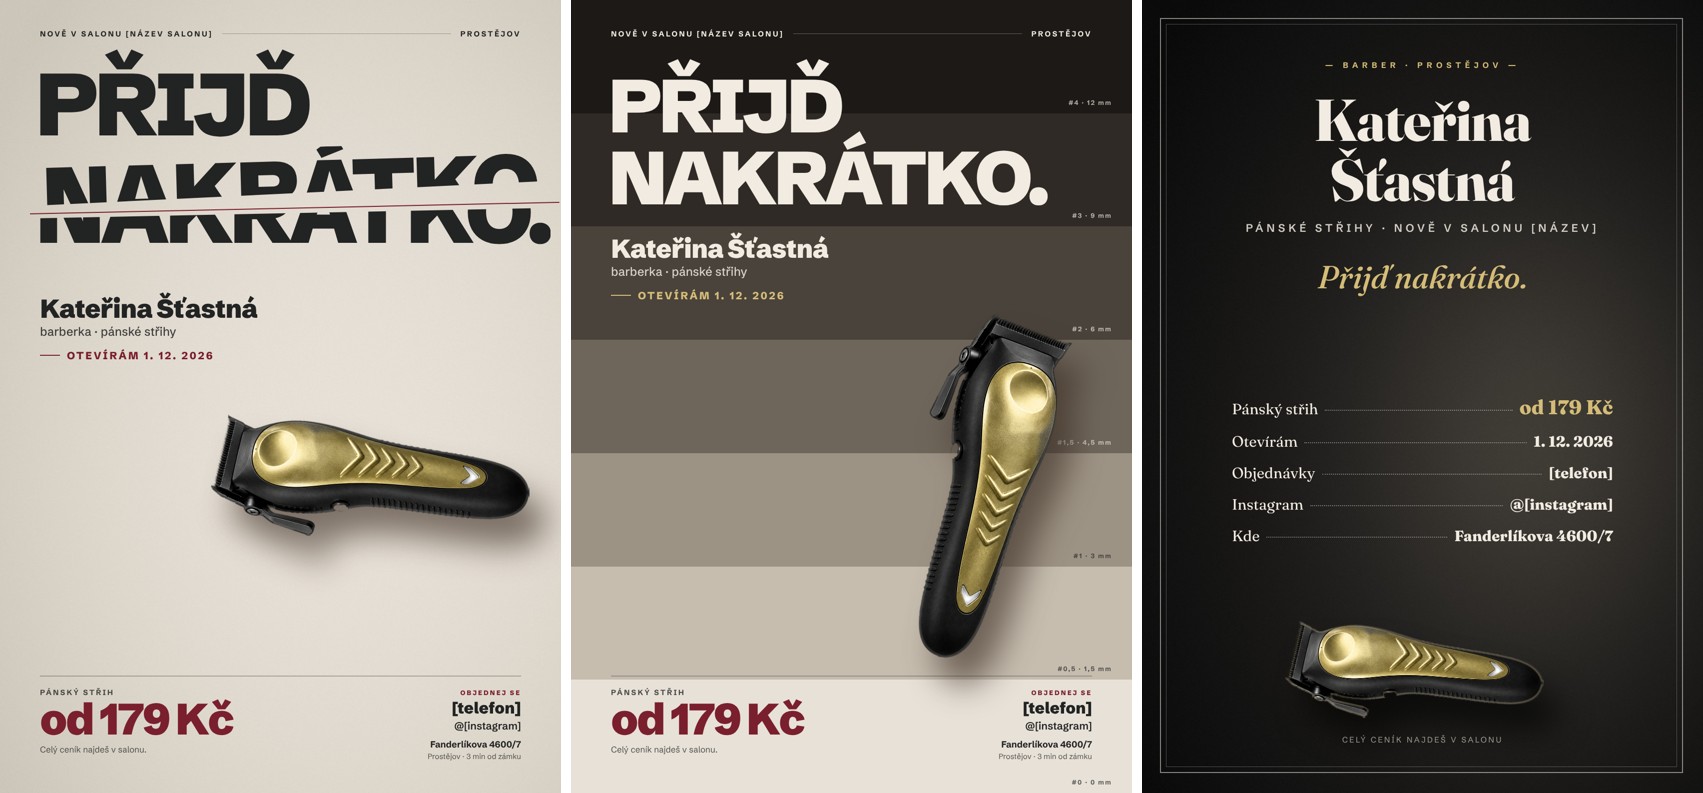 NOVĚ V SALONU [NÁZEV SALONU] PROSTĚJOV
PŘIJĎ
NAKRÁTKO.
Kateřina Šťastná
barberka · pánské střihy
OTEVÍRÁM 1. 12. 2026
PÁNSKÝ STŘIH
od 179 Kč
Celý ceník najdeš v salonu.
OBJEDNEJ SE
[telefon]
@[instagram]
Fanderlíkova 4600/7
Prostějov · 3 min od zámku
NOVĚ V SALONU [NÁZEV SALONU] PROSTĚJOV
#4 · 12 mm
PŘIJĎ
NAKRÁTKO.
#3 · 9 mm
Kateřina Šťastná
barberka · pánské střihy
OTEVÍRÁM 1. 12. 2026
#2 · 6 mm
#1,5 · 4,5 mm
#1 · 3 mm
#0,5 · 1,5 mm
PÁNSKÝ STŘIH
od 179 Kč
Celý ceník najdeš v salonu.
OBJEDNEJ SE
[telefon]
@[instagram]
Fanderlíkova 4600/7
Prostějov · 3 min od zámku
#0 · 0 mm
— BARBER · PROSTĚJOV —
Kateřina
Šťastná
PÁNSKÉ STŘIHY · NOVĚ V SALONU [NÁZEV]
Přijď nakrátko.
Pánský střih od 179 Kč
Otevírám 1. 12. 2026
Objednávky [telefon]
Instagram @[instagram]
Kde Fanderlíkova 4600/7
CELÝ CENÍK NAJDEŠ V SALONU